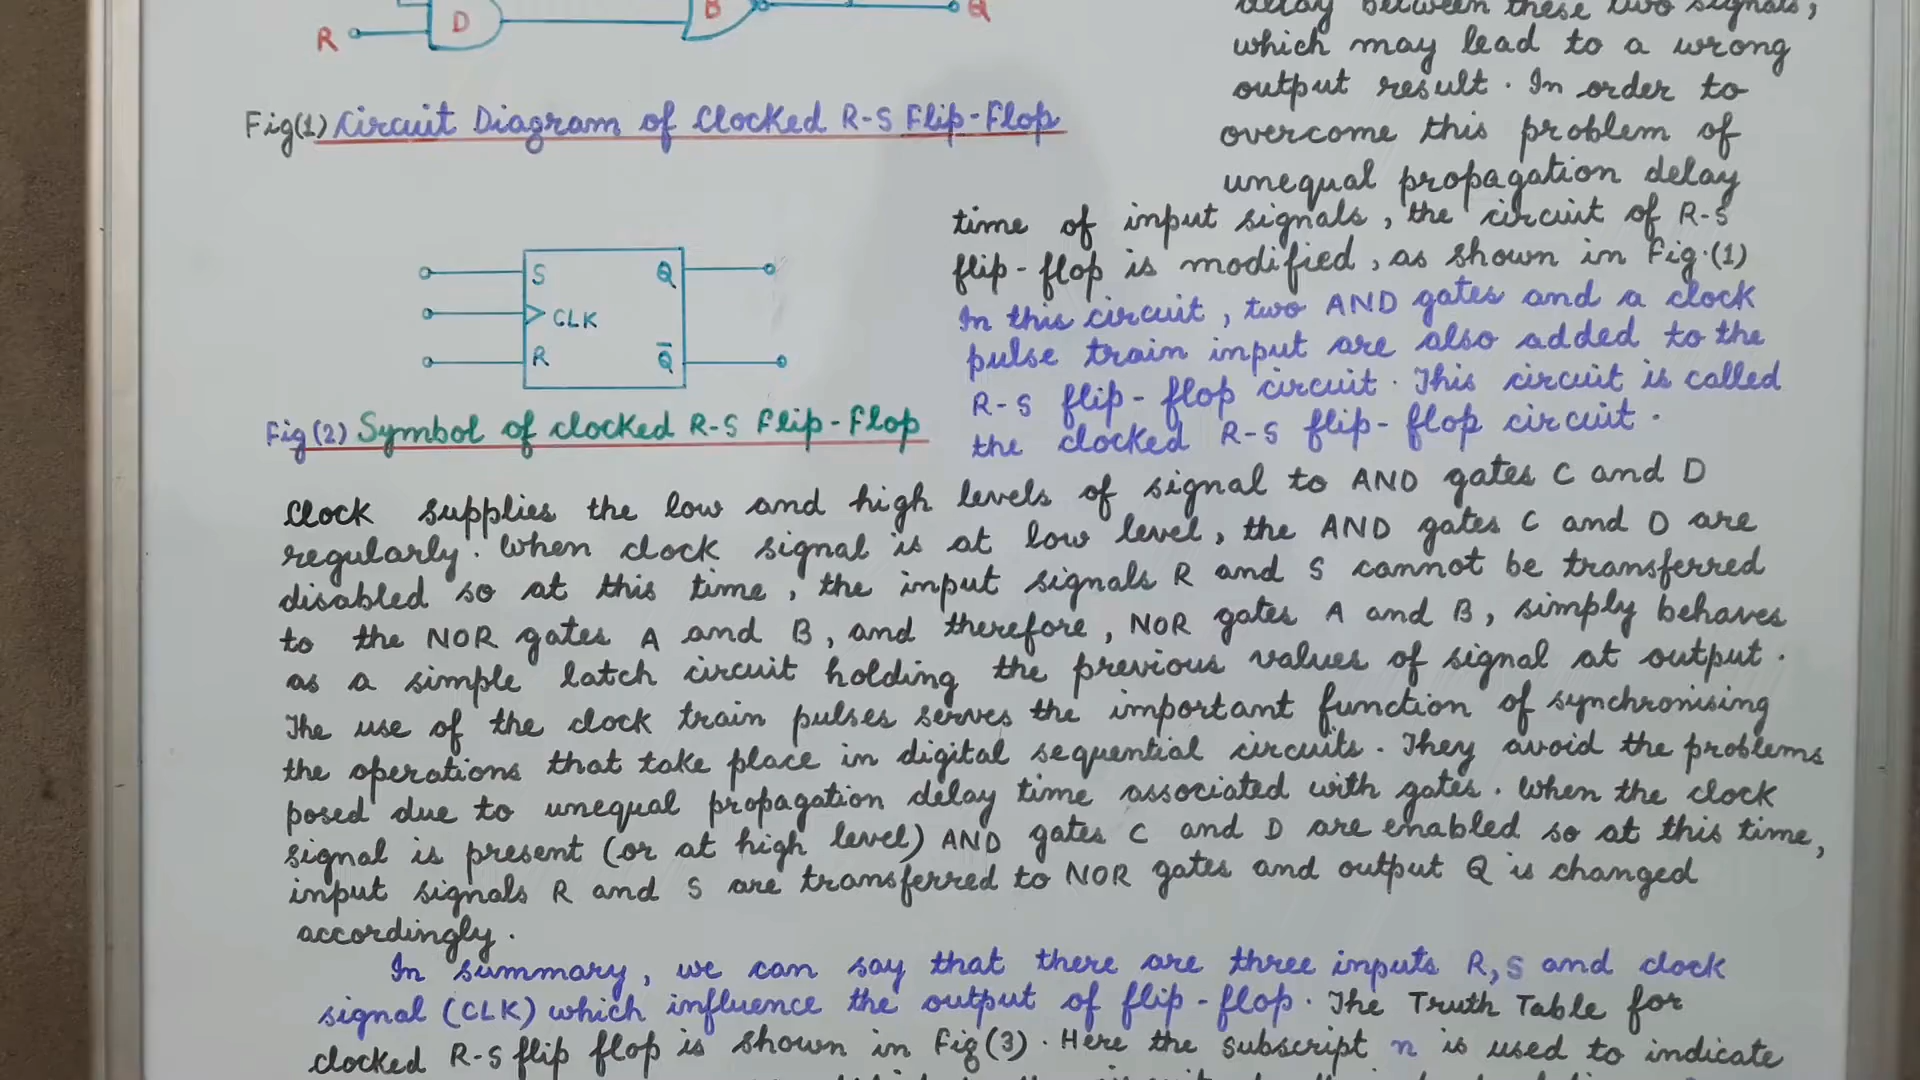 D
B
Q
R
delay between these two signals,
which may lead to a wrong
output result. In order to
overcome this problem of
unequal propagation delay
Fig(1) Circuit Diagram of Clocked R-S Flip-Flop
time of input signals, the circuit of R-S
flip-flop is modified, as shown in Fig.(1)
In this circuit, two AND gates and a clock
pulse train input are also added to the
R-S flip-flop circuit. This circuit is called
the clocked R-S flip-flop circuit.
S Q
CLK
R Q̅
Fig(2) Symbol of clocked R-S Flip-Flop
Clock supplies the low and high levels of signal to AND gates C and D
regularly. When clock signal is at low level, the AND gates C and D are
disabled so at this time, the input signals R and S cannot be transferred
to the NOR gates A and B, and therefore, NOR gates A and B, simply behaves
as a simple latch circuit holding the previous values of signal at output.
The use of the clock train pulses serves the important function of synchronising
the operations that take place in digital sequential circuits. They avoid the problems
posed due to unequal propagation delay time associated with gates. When the clock
signal is present (or at high level) AND gates C and D are enabled so at this time,
input signals R and S are transferred to NOR gates and output Q is changed
accordingly.
In summary, we can say that there are three inputs R, S and clock
signal (CLK) which influence the output of flip-flop. The Truth Table for
clocked R-S flip flop is shown in Fig(3). Here the subscript n is used to indicate